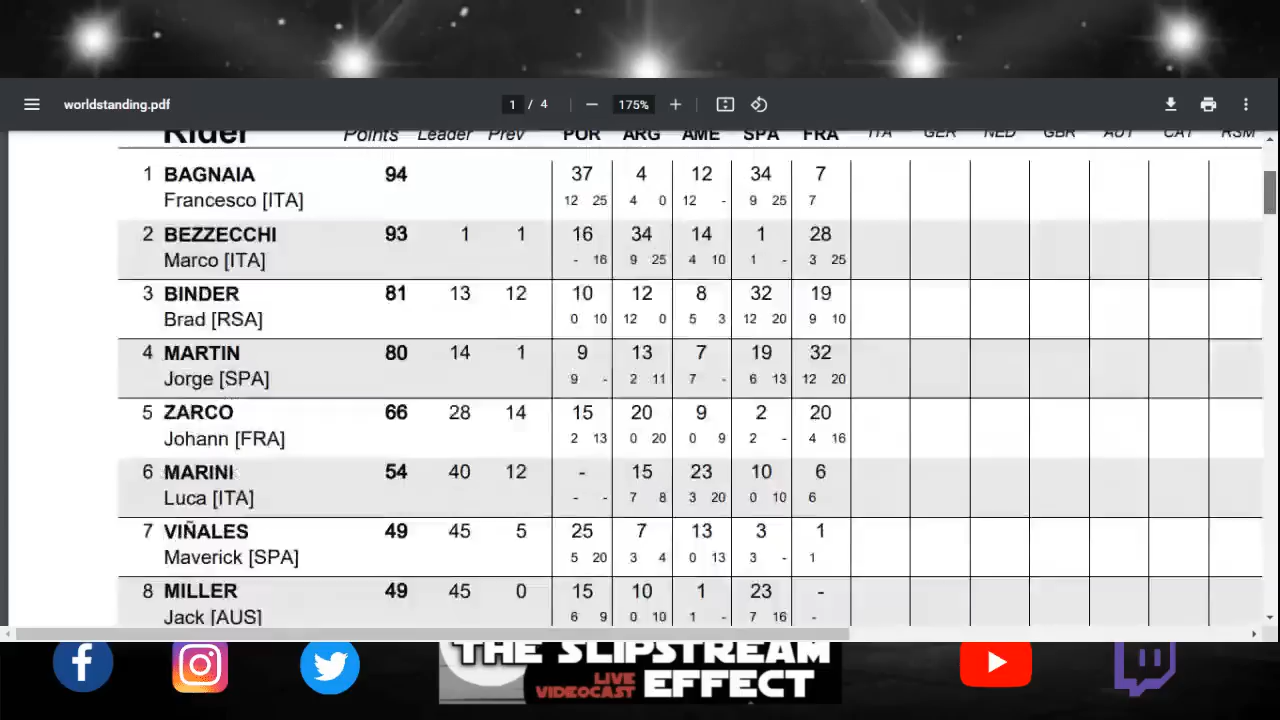 worldstanding.pdf 1 / 4 175%
Rider Points Leader Prev POR ARG AME SPA FRA ITA GER NED GBR AUT CAT RSM
1 BAGNAIA 94 37 4 12 34 7
Francesco [ITA] 12 25 4 0 12 - 9 25 7
2 BEZZECCHI 93 1 1 16 34 14 1 28
Marco [ITA] - 16 9 25 4 10 1 - 3 25
3 BINDER 81 13 12 10 12 8 32 19
Brad [RSA] 0 10 12 0 5 3 12 20 9 10
4 MARTIN 80 14 1 9 13 7 19 32
Jorge [SPA] 9 - 2 11 7 - 6 13 12 20
5 ZARCO 66 28 14 15 20 9 2 20
Johann [FRA] 2 13 0 20 0 9 2 - 4 16
6 MARINI 54 40 12 - 15 23 10 6
Luca [ITA] - - 7 8 3 20 0 10 6
7 VIÑALES 49 45 5 25 7 13 3 1
Maverick [SPA] 5 20 3 4 0 13 3 - 1
8 MILLER 49 45 0 15 10 1 23 -
Jack [AUS] 6 9 0 10 1 - 7 16 -
THE SLIPSTREAM
LIVE
VIDEOCAST EFFECT